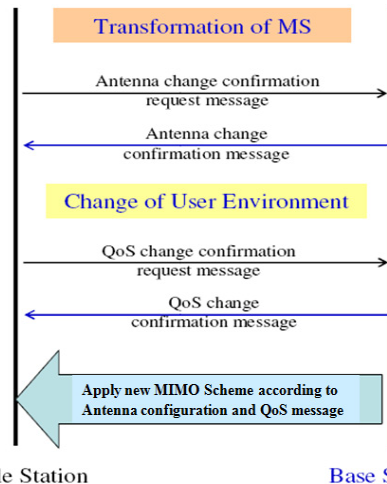 Transformation of MS
Antenna change confirmation
request message
Antenna change
confirmation message
Change of User Environment
QoS change confirmation
request message
QoS change
confirmation message
Apply new MIMO Scheme according to
Antenna configuration and QoS message
Station
Base